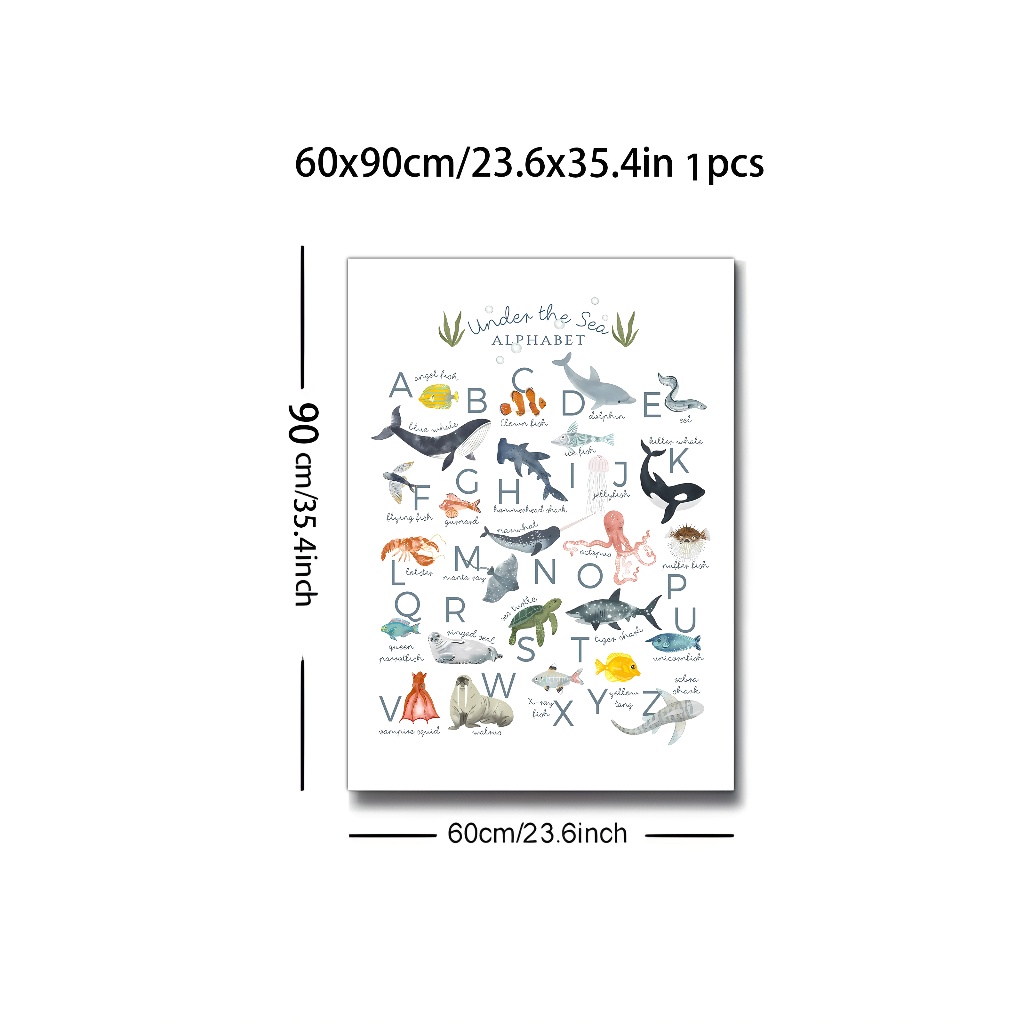 60x90cm/23.6x35.4in 1pcs
90 cm/35.4inch
Under the Sea
ALPHABET
A angel fish
B
C
clown fish
D
dolphin
E
eel
blue whale
F
flying fish
G
gurnard
H
hammerhead shark
I
ice fish
J
jellyfish
killer whale
K
L
lobster
M
manta ray
narwhal
N
octopus
O
puffer fish
P
Q
queen
parrotfish
R
ringed seal
sea turtle
S
T
tiger shark
U
unicornfish
V
vampire squid
W
walrus
x-ray
fish X
Y yellow
tang
Z
zebra
shark
60cm/23.6inch